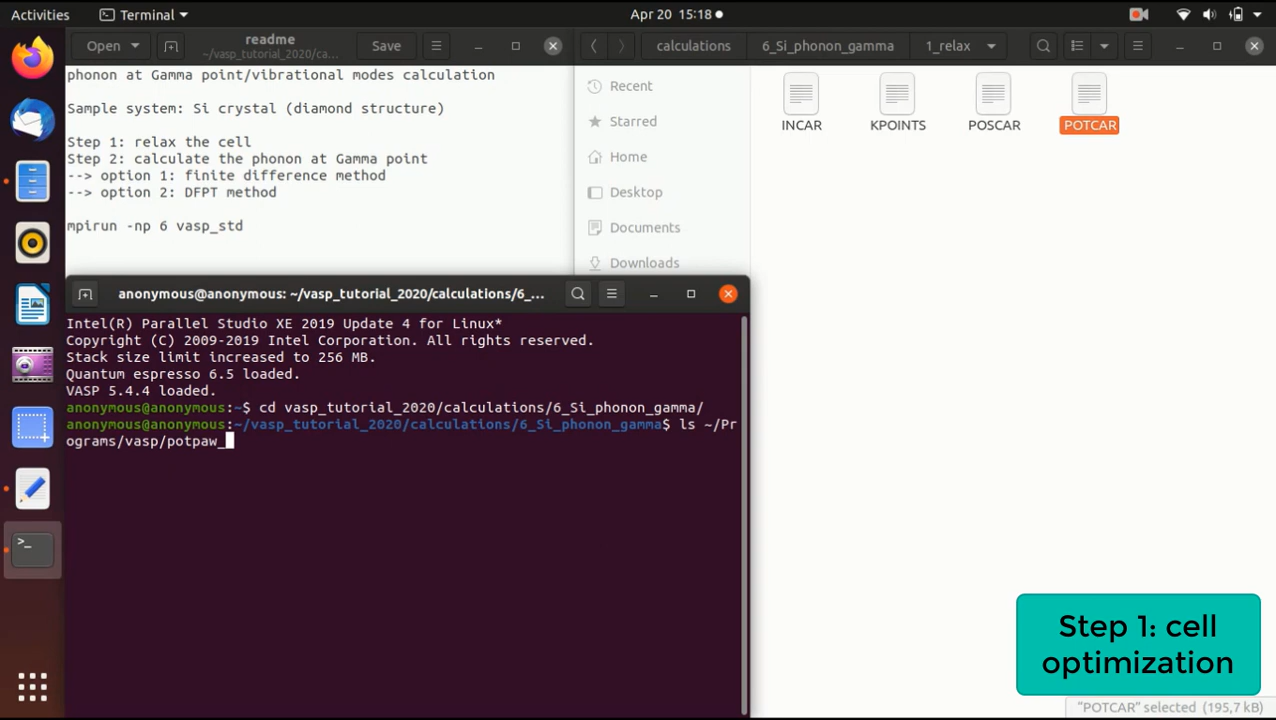 Activities
Terminal
Apr 20 15:18
Open
readme
~/vasp_tutorial_2020/ca...
Save
phonon at Gamma point/vibrational modes calculation
Sample system: Si crystal (diamond structure)
Step 1: relax the cell
Step 2: calculate the phonon at Gamma point
--> option 1: finite difference method
--> option 2: DFPT method
mpirun -np 6 vasp_std
calculations
6_Si_phonon_gamma
1_relax
Recent
Starred
Home
Desktop
Documents
Downloads
INCAR
KPOINTS
POSCAR
POTCAR
anonymous@anonymous: ~/vasp_tutorial_2020/calculations/6_...
Intel(R) Parallel Studio XE 2019 Update 4 for Linux*
Copyright (C) 2009-2019 Intel Corporation. All rights reserved.
Stack size limit increased to 256 MB.
Quantum espresso 6.5 loaded.
VASP 5.4.4 loaded.
anonymous@anonymous:~$ cd vasp_tutorial_2020/calculations/6_Si_phonon_gamma/
anonymous@anonymous:~/vasp_tutorial_2020/calculations/6_Si_phonon_gamma$ ls ~/Pr
ograms/vasp/potpaw_
>_
Step 1: cell
optimization
"POTCAR" selected (195,7 kB)